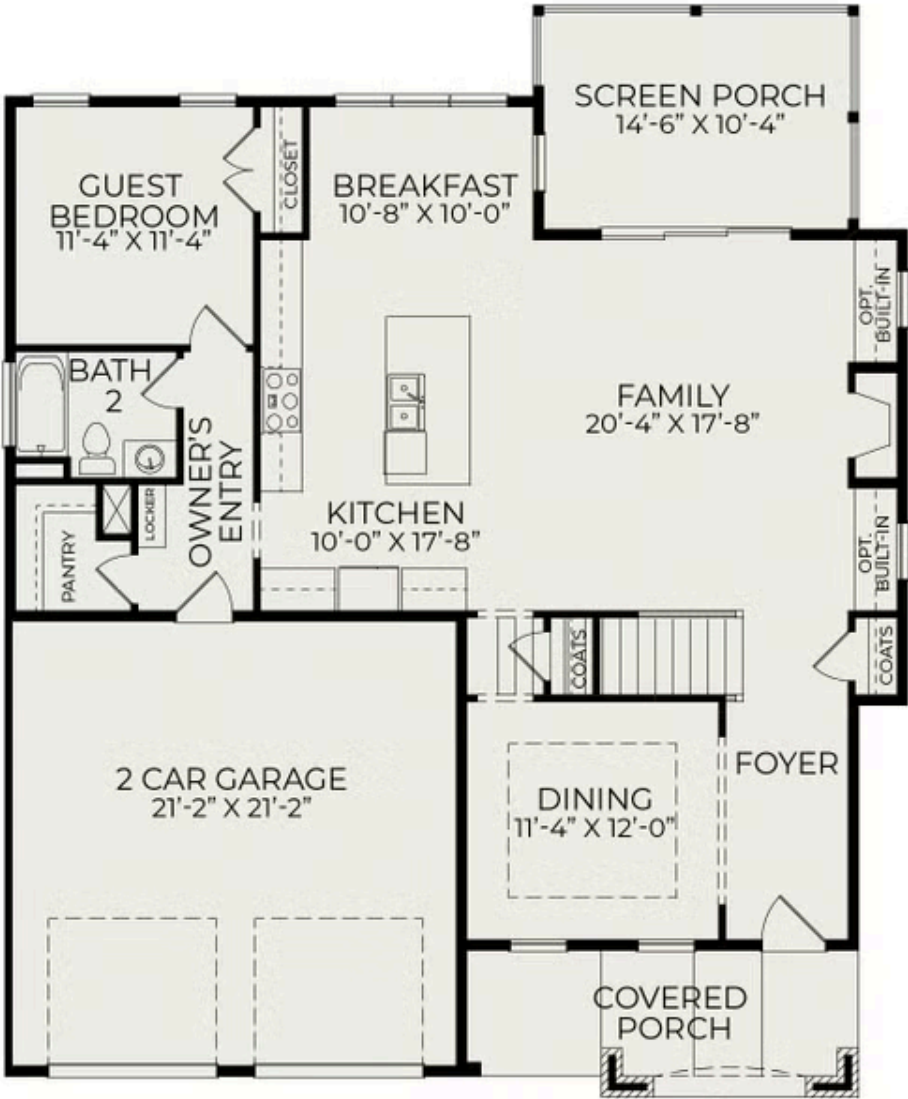 SCREEN PORCH
14'-6” X 10'-4”
GUEST
BEDROOM
11'-4” X 11'-4”
CLOSET
BREAKFAST
10'-8” X 10'-0”
OPT.
BUILT-IN
BATH
2
FAMILY
20'-4” X 17'-8”
OWNER'S
ENTRY
KITCHEN
10'-0” X 17'-8”
LOCKER
PANTRY
OPT.
BUILT-IN
COATS
COATS
2 CAR GARAGE
21'-2” X 21'-2”
FOYER
DINING
11'-4” X 12'-0”
COVERED
PORCH